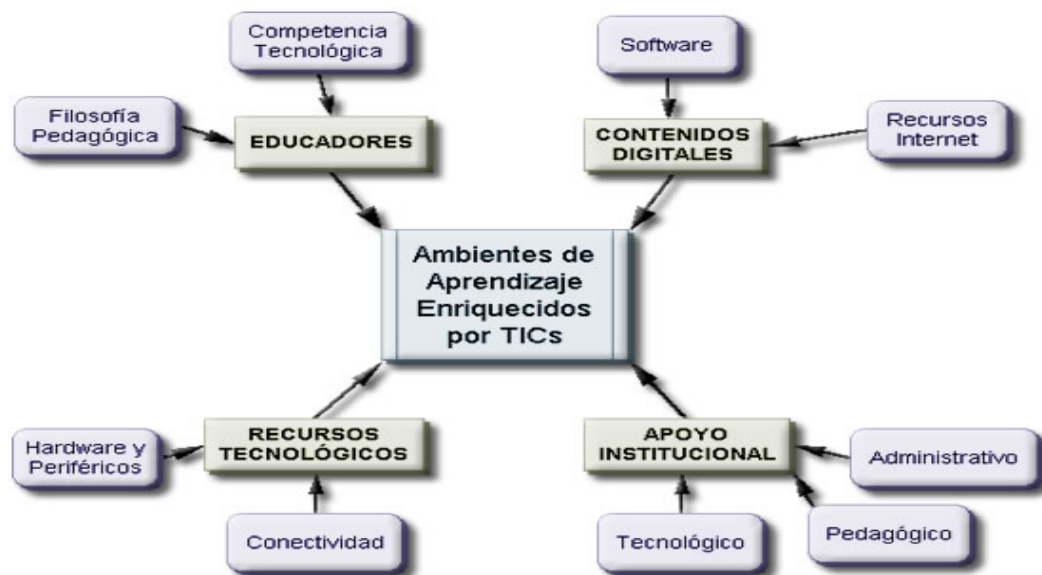 Competencia
Tecnológica
Software
Filosofía
Pedagógica
EDUCADORES
CONTENIDOS
DIGITALES
Recursos
Internet
Ambientes de
Aprendizaje
Enriquecidos
por TICs
Hardware y
Periféricos
RECURSOS
TECNOLÓGICOS
APOYO
INSTITUCIONAL
Administrativo
Conectividad
Tecnológico
Pedagógico